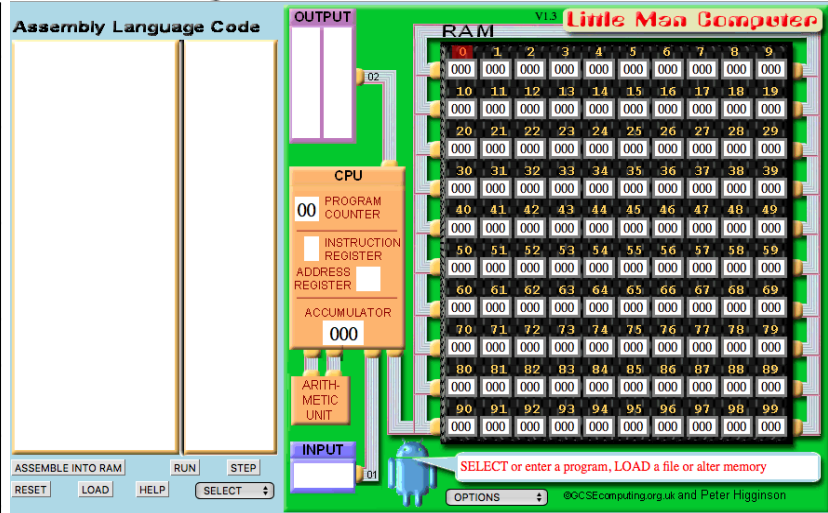 Assembly Language Code
OUTPUT
V1.3 Little Man Computer
RAM
0 1 2 3 4 5 6 7 8 9
000 000 000 000 000 000 000 000 000 000
02
10 11 12 13 14 15 16 17 18 19
000 000 000 000 000 000 000 000 000 000
20 21 22 23 24 25 26 27 28 29
000 000 000 000 000 000 000 000 000 000
CPU
30 31 32 33 34 35 36 37 38 39
000 000 000 000 000 000 000 000 000 000
00 PROGRAM
COUNTER
40 41 42 43 44 45 46 47 48 49
000 000 000 000 000 000 000 000 000 000
INSTRUCTION
REGISTER
50 51 52 53 54 55 56 57 58 59
000 000 000 000 000 000 000 000 000 000
ADDRESS
REGISTER
60 61 62 63 64 65 66 67 68 69
000 000 000 000 000 000 000 000 000 000
ACCUMULATOR
000
70 71 72 73 74 75 76 77 78 79
000 000 000 000 000 000 000 000 000 000
80 81 82 83 84 85 86 87 88 89
000 000 000 000 000 000 000 000 000 000
ARITH-
METIC
UNIT
90 91 92 93 94 95 96 97 98 99
000 000 000 000 000 000 000 000 000 000
INPUT
01
ASSEMBLE INTO RAM RUN STEP
RESET LOAD HELP SELECT
SELECT or enter a program, LOAD a file or alter memory
OPTIONS
©GCSEcomputing.org.uk and Peter Higginson